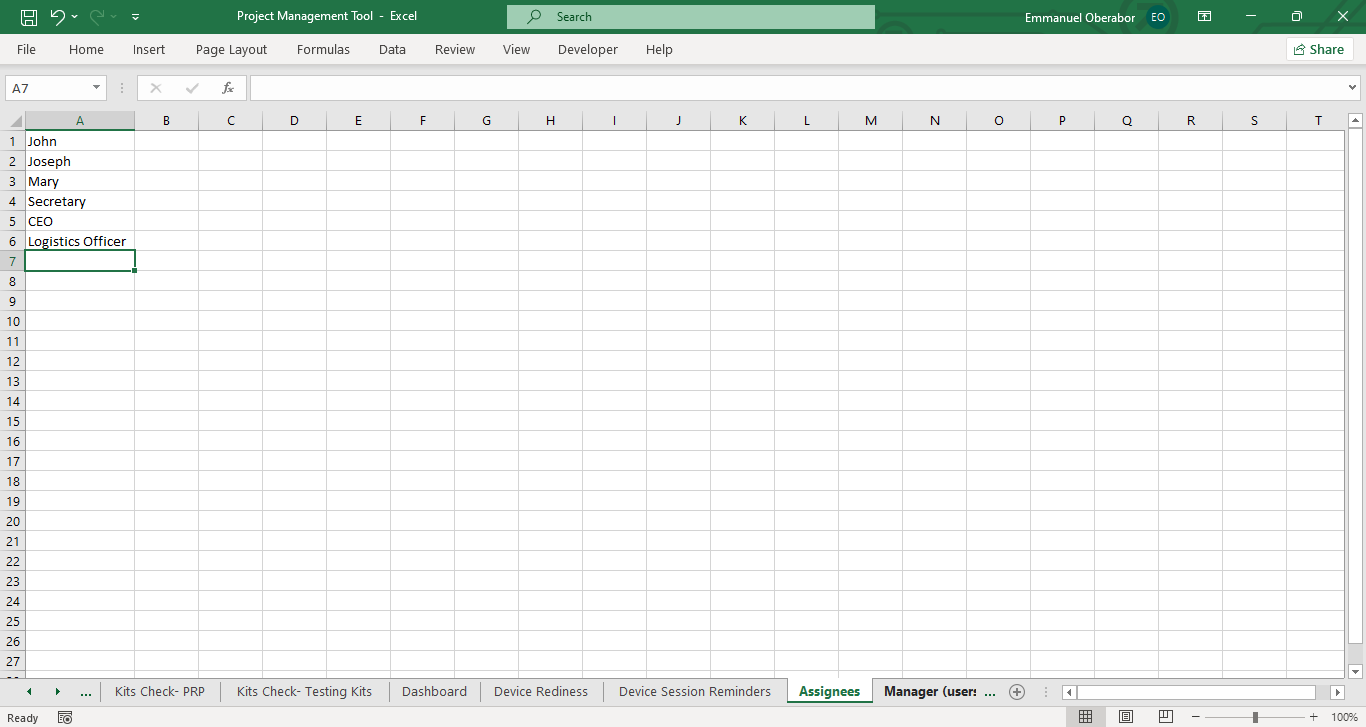 Project Management Tool - Excel
Search
Emmanuel Oberabor EO
File Home Insert Page Layout Formulas Data Review View Developer Help Share
A7 fx
A B C D E F G H I J K L M N O P Q R S T
1 John
2 Joseph
3 Mary
4 Secretary
5 CEO
6 Logistics Officer
7
8
9
10
11
12
13
14
15
16
17
18
19
20
21
22
23
24
25
26
27
... Kits Check- PRP Kits Check- Testing Kits Dashboard Device Rediness Device Session Reminders Assignees Manager (users ...
Ready 100%